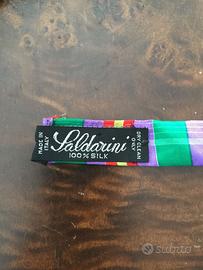 MADE IN
ITALY
Saldarini
100% SILK
DRY CLEAN
ONLY
subito